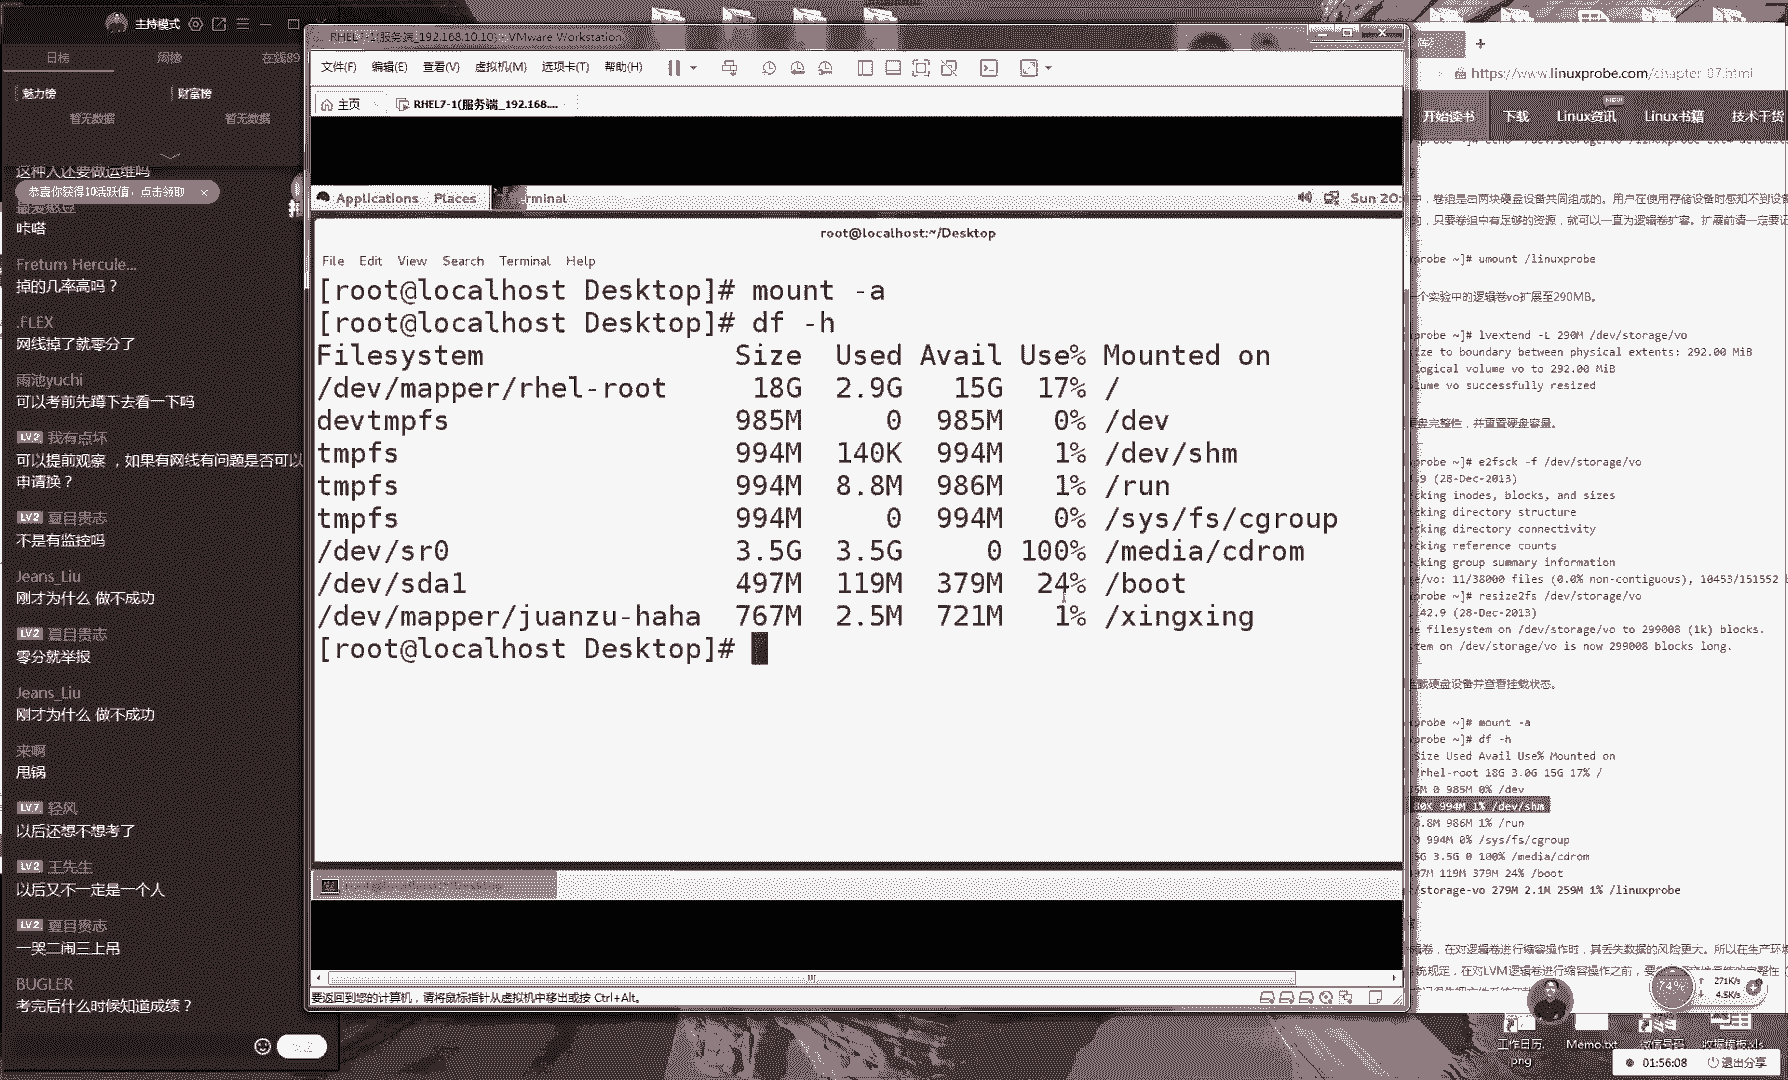 主持模式
日榜
周榜
在线89
魅力榜
财富榜
暂无数据
暂无数据
这种人还要做运维吗
恭喜你获得10活跃值，点击领取 ×
咔嗒
Fretum Hercule...
掉的几率高吗？
.FLEX
网线掉了就零分了
雨池yuchi
可以考前先蹲下去看一下吗
LV2 我有点坏
可以提前观察 ，如果有网线有问题是否可以
申请换？
LV2 夏目贵志
不是有监控吗
Jeans_Liu
刚才为什么 做不成功
LV2 夏目贵志
零分就举报
Jeans_Liu
刚才为什么 做不成功
来啊
甩锅
LV7 轻风
以后还想不想考了
LV2 王先生
以后又不一定是一个人
LV2 夏目贵志
一哭二闹三上吊
BUGLER
考完后什么时候知道成绩？
RHEL7-1(服务端_192.168.10.10) - VMware Workstation
文件(F) 编辑(E) 查看(V) 虚拟机(M) 选项卡(T) 帮助(H)
主页
RHEL7-1(服务端_192.168....
Applications Places
rminal
Sun 20:
root@localhost:~/Desktop
File Edit View Search Terminal Help
[root@localhost Desktop]# mount -a
[root@localhost Desktop]# df -h
Filesystem Size Used Avail Use% Mounted on
/dev/mapper/rhel-root 18G 2.9G 15G 17% /
devtmpfs 985M 0 985M 0% /dev
tmpfs 994M 140K 994M 1% /dev/shm
tmpfs 994M 8.8M 986M 1% /run
tmpfs 994M 0 994M 0% /sys/fs/cgroup
/dev/sr0 3.5G 3.5G 0 100% /media/cdrom
/dev/sda1 497M 119M 379M 24% /boot
/dev/mapper/juanzu-haha 767M 2.5M 721M 1% /xingxing
[root@localhost Desktop]#
要返回到您的计算机，请将鼠标指针从虚拟机中移出或按 Ctrl+Alt。
https://www.linuxprobe.com/chapter-07.html
开始读书 下载 Linux资讯 Linux书籍 技术干货
NEW
，卷组是由两块硬盘设备共同组成的。用户在使用存储设备时感知不到设备
，只要卷组中有足够的资源，就可以一直为逻辑卷扩容。扩展前请一定要记
probe ~]# umount /linuxprobe
一个实验中的逻辑卷vo扩展至290MB。
probe ~]# lvextend -L 290M /dev/storage/vo
ize to boundary between physical extents: 292.00 MiB
logical volume vo to 292.00 MiB
lume vo successfully resized
硬盘完整性，并重置硬盘容量。
probe ~]# e2fsck -f /dev/storage/vo
.9 (28-Dec-2013)
cking inodes, blocks, and sizes
cking directory structure
cking directory connectivity
cking reference counts
cking group summary information
e/vo: 11/38000 files (0.0% non-contiguous), 10453/151552
probe ~]# resize2fs /dev/storage/vo
.42.9 (28-Dec-2013)
e filesystem on /dev/storage/vo to 299008 (1k) blocks.
stem on /dev/storage/vo is now 299008 blocks long.
载硬盘设备并查看挂载状态。
probe ~]# mount -a
probe ~]# df -h
Size Used Avail Use% Mounted on
/rhel-root 18G 3.0G 15G 17% /
5M 0 985M 0% /dev
80K 994M 1% /dev/shm
8.8M 986M 1% /run
0 994M 0% /sys/fs/cgroup
5G 3.5G 0 100% /media/cdrom
97M 119M 379M 24% /boot
/storage-vo 279M 2.1M 259M 1% /linuxprobe
辑卷，在对逻辑卷进行缩容操作时，其丢失数据的风险更大。所以在生产环境
统规定，在对LVM逻辑卷进行缩容操作之前，要
74%
271K/s
4.5K/s
工作日历.
png
Memo.txt
01:56:08
退出分享